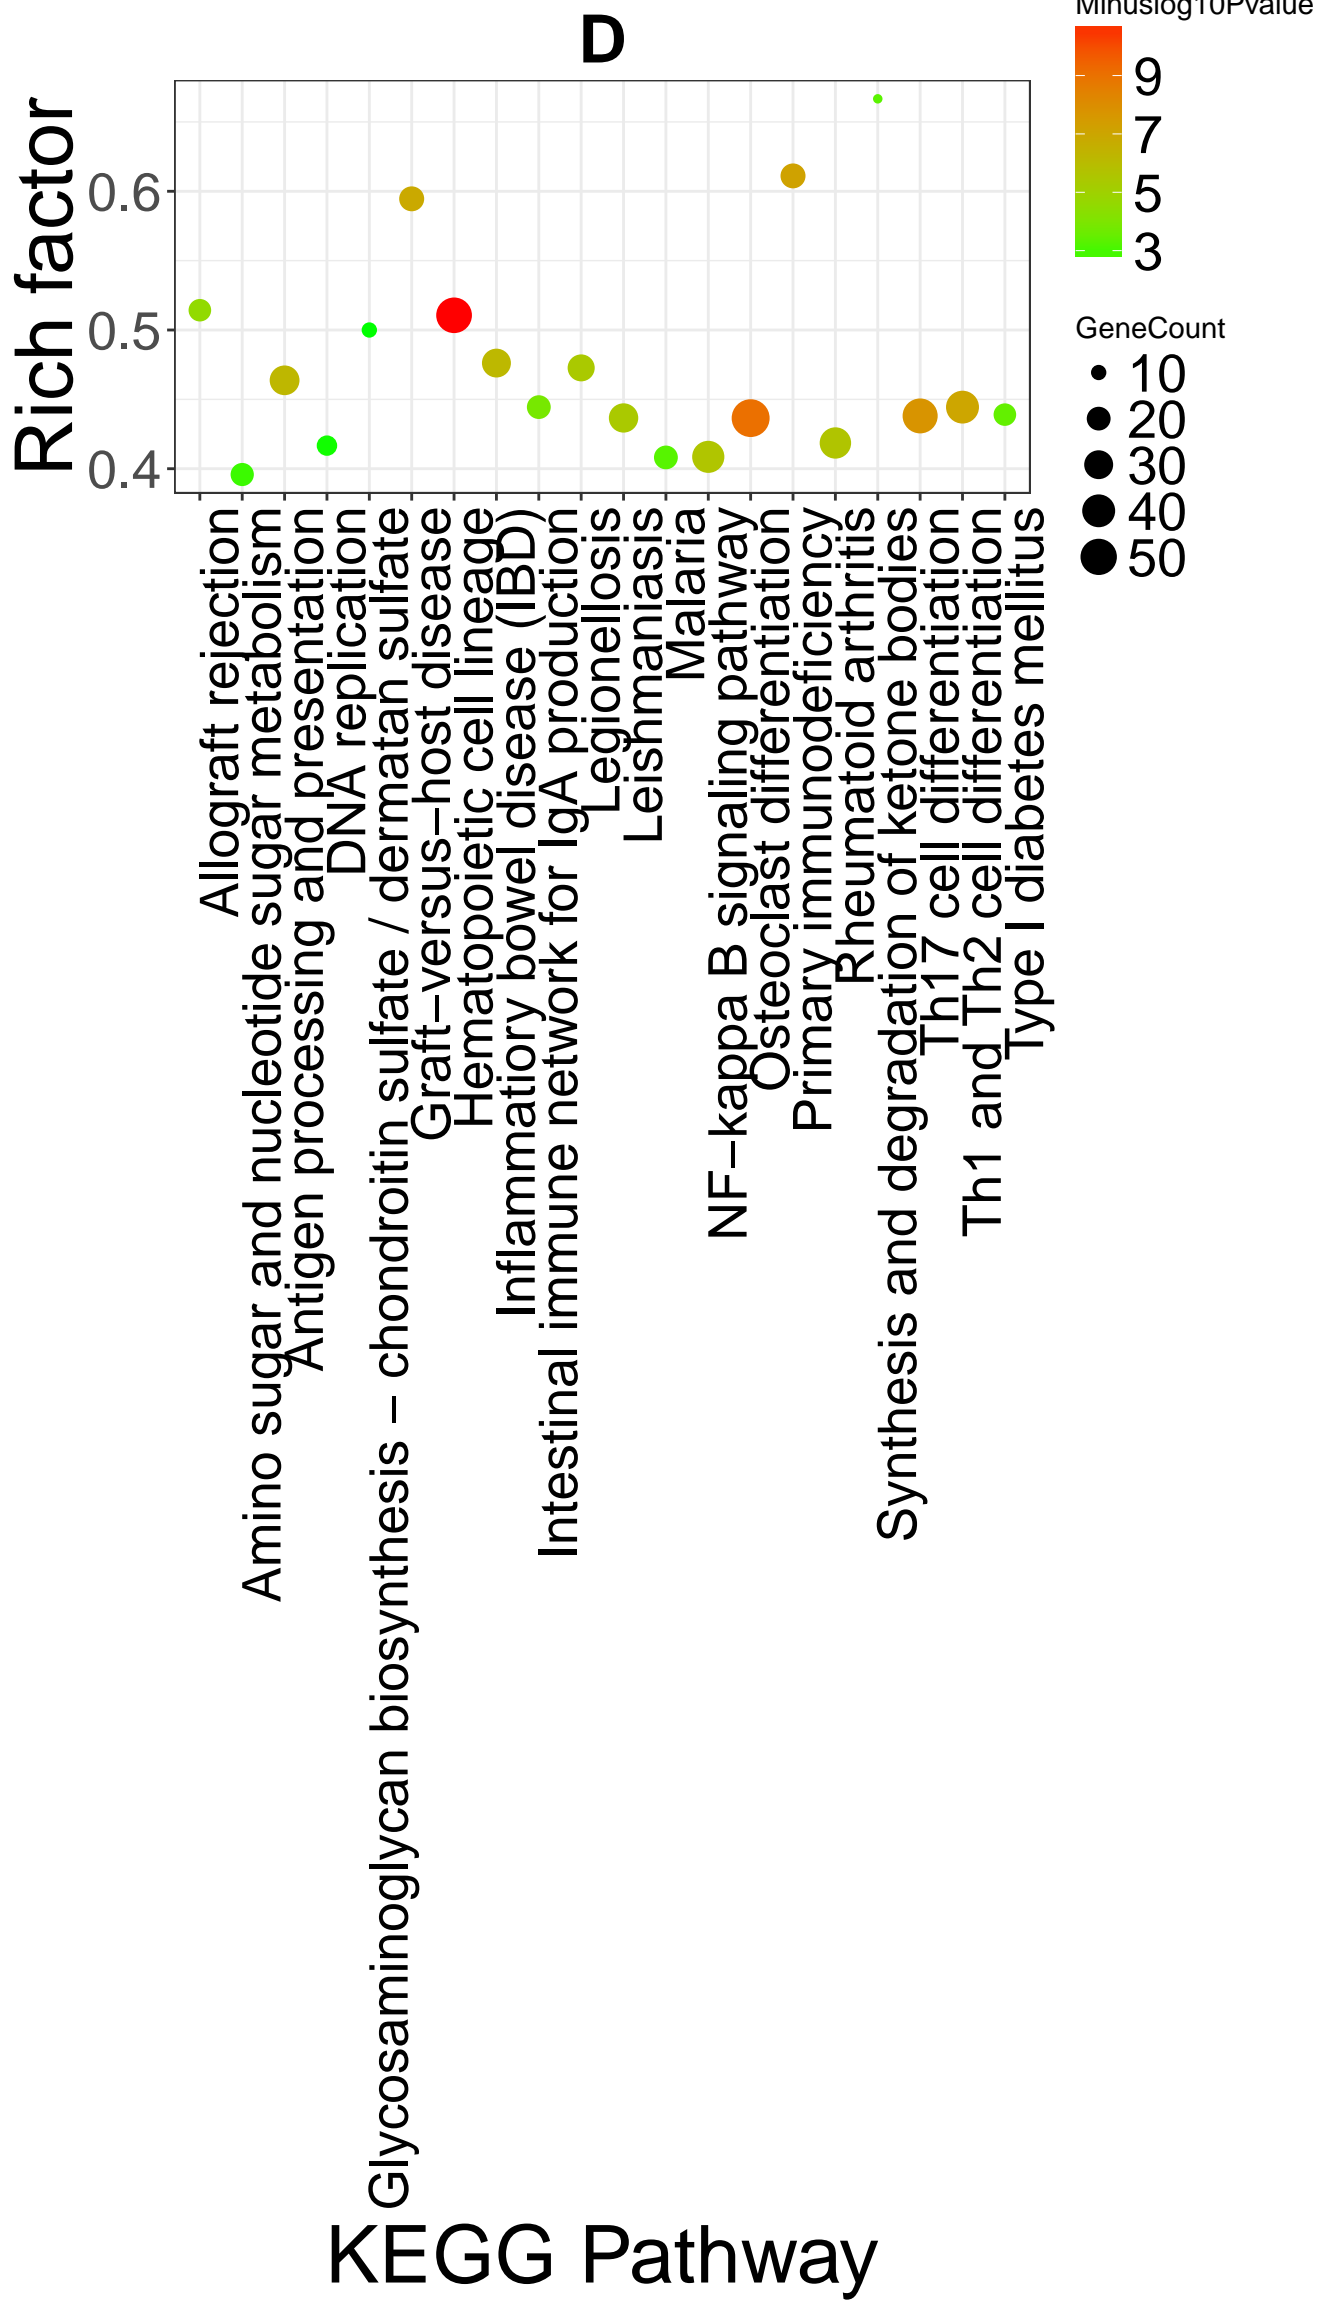 D
Rich factor
0.6
0.5
0.4
Allograft rejection
Amino sugar and nucleotide sugar metabolism
Antigen processing and presentation
DNA replication
Glycosaminoglycan biosynthesis − chondroitin sulfate / dermatan sulfate
Graft−versus−host disease
Hematopoietic cell lineage
Inflammatory bowel disease (IBD)
Intestinal immune network for IgA production
Legionellosis
Leishmaniasis
Malaria
NF−kappa B signaling pathway
Osteoclast differentiation
Primary immunodeficiency
Rheumatoid arthritis
Synthesis and degradation of ketone bodies
Th17 cell differentiation
Th1 and Th2 cell differentiation
Type I diabetes mellitus
KEGG Pathway
Minuslog10Pvalue
9
7
5
3
GeneCount
10
20
30
40
50